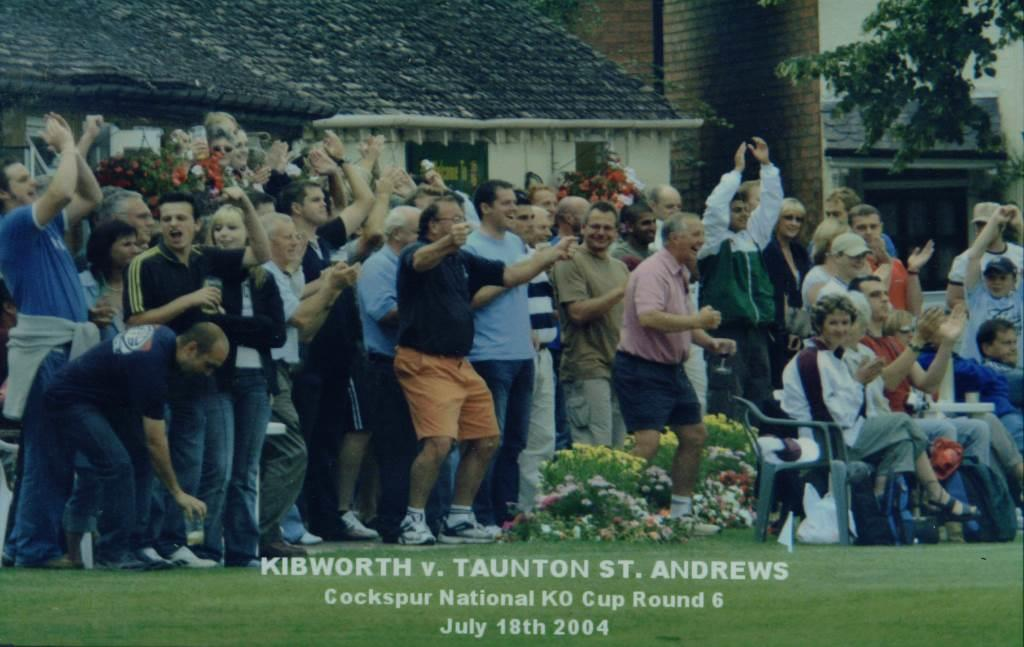 KIBWORTH v. TAUNTON ST. ANDREWS
Cockspur National KO Cup Round 6
July 18th 2004